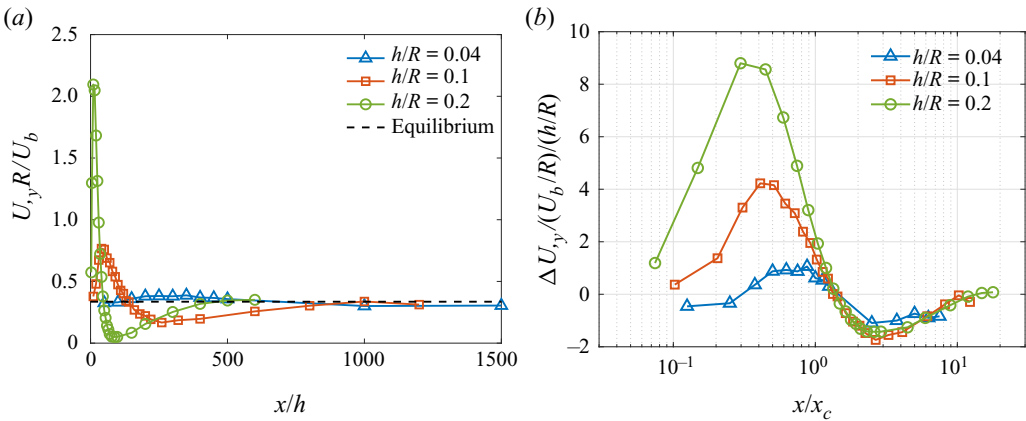 (a)
2.5
2.0
1.5
1.0
0.5
0
U,y R/Ub
h/R = 0.04
h/R = 0.1
h/R = 0.2
Equilibrium
0 500 1000 1500
x/h
(b)
10
8
6
4
2
0
−2
ΔU,y/(Ub/R)/(h/R)
h/R = 0.04
h/R = 0.1
h/R = 0.2
10⁻¹ 10⁰ 10¹
x/xc